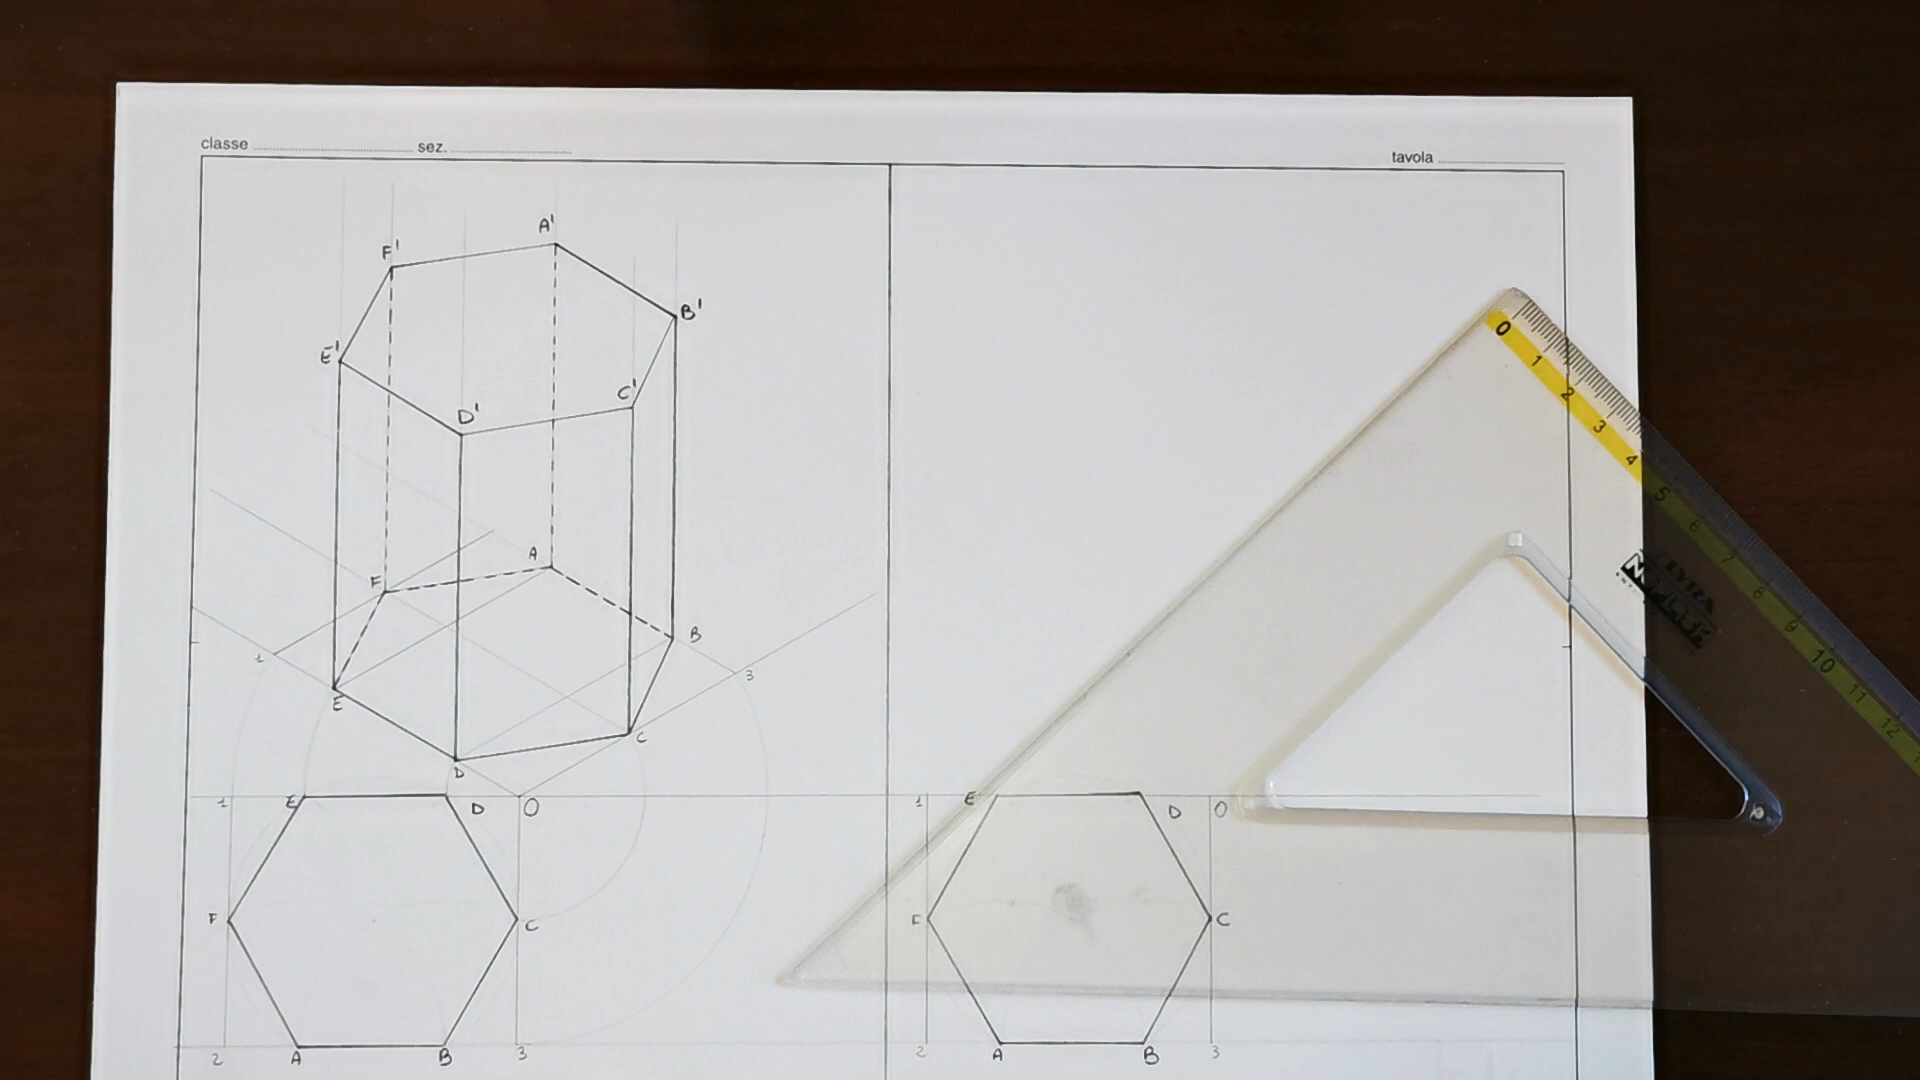 classe sez. tavola
A'
F'
B'
E'
C'
D'
A
F
B
1
3
E
C
D
1 E D O
F C
2 A B 3
1 E D O
F C
2 A B 3
0 1 2 3 4 5 6 7 8 9 10 11 12